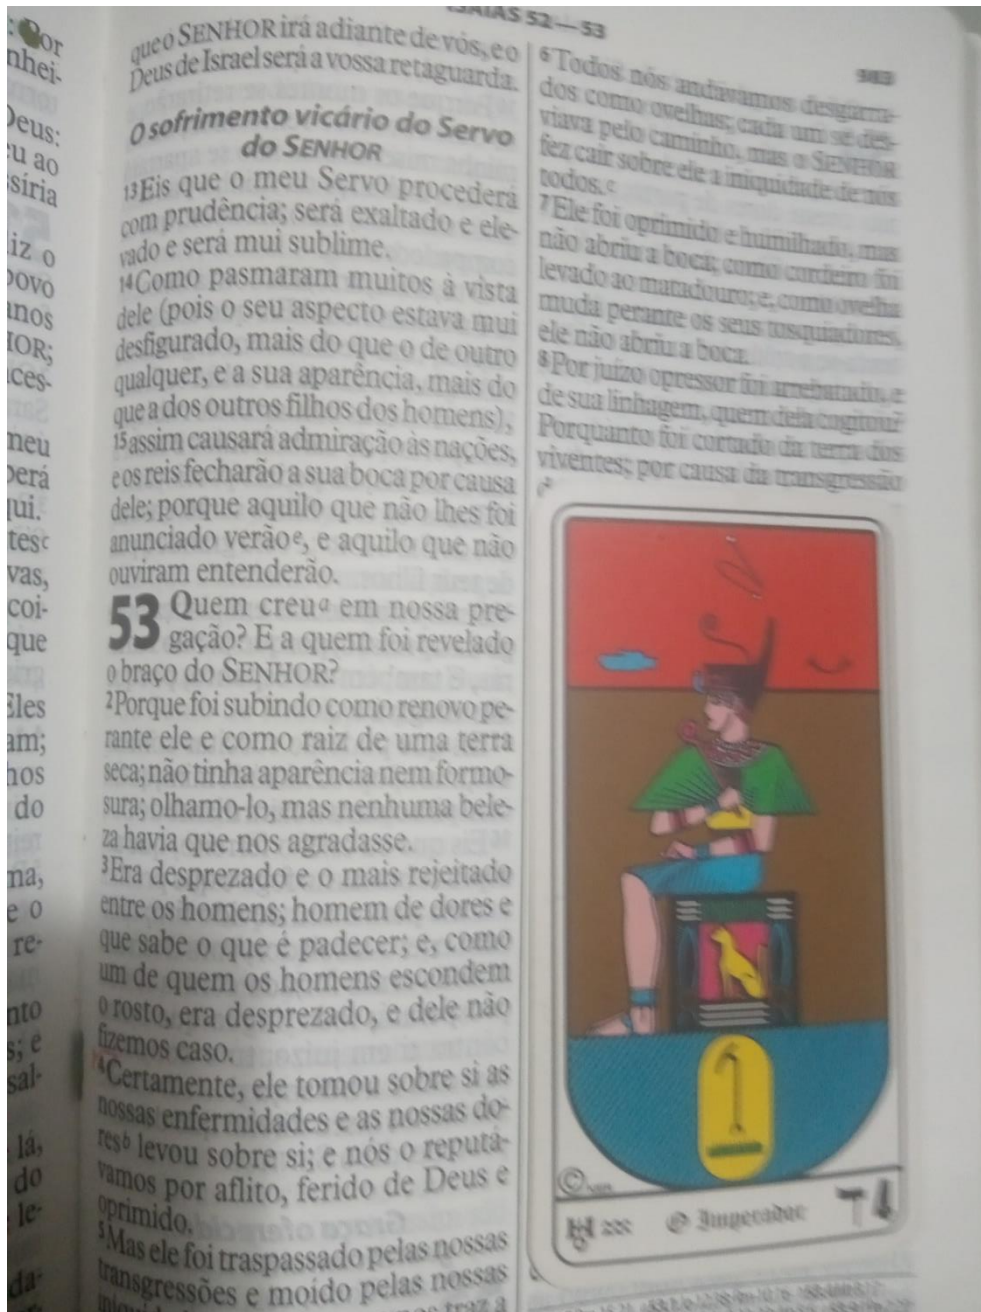 ISAÍAS 52—53
943
que o SENHOR irá adiante de vós, e o
Deus de Israel será a vossa retaguarda.
O sofrimento vicário do Servo
do SENHOR
13Eis que o meu Servo procederá
com prudência; será exaltado e ele-
vado e será mui sublime.
14Como pasmaram muitos à vista
dele (pois o seu aspecto estava mui
desfigurado, mais do que o de outro
qualquer, e a sua aparência, mais do
que a dos outros filhos dos homens),
15assim causará admiração às nações,
e os reis fecharão a sua boca por causa
dele; porque aquilo que não lhes foi
anunciado verãoe, e aquilo que não
ouviram entenderão.
53 Quem creua em nossa pre-
gação? E a quem foi revelado
o braço do SENHOR?
2Porque foi subindo como renovo pe-
rante ele e como raiz de uma terra
seca; não tinha aparência nem formo-
sura; olhamo-lo, mas nenhuma bele-
za havia que nos agradasse.
3Era desprezado e o mais rejeitado
entre os homens; homem de dores e
que sabe o que é padecer; e, como
um de quem os homens escondem
o rosto, era desprezado, e dele não
fizemos caso.
4Certamente, ele tomou sobre si as
nossas enfermidades e as nossas do-
resb levou sobre si; e nós o reputá-
vamos por aflito, ferido de Deus e
oprimido.
5Mas ele foi traspassado pelas nossas
transgressões e moído pelas nossas
6Todos nós andávamos desgarra-
dos como ovelhas; cada um se des-
viava pelo caminho, mas o SENHOR
fez cair sobre ele a iniquidade de nós
todos.c
7Ele foi oprimido e humilhado, mas
não abriu a boca; como cordeiro foi
levado ao matadouro; e, como ovelha
muda perante os seus tosquiadores,
ele não abriu a boca.
8Por juízo opressor foi arrebatado, e
de sua linhagem, quem dela cogitou?
Porquanto foi cortado da terra dos
viventes; por causa da transgressão
©
O Imperador